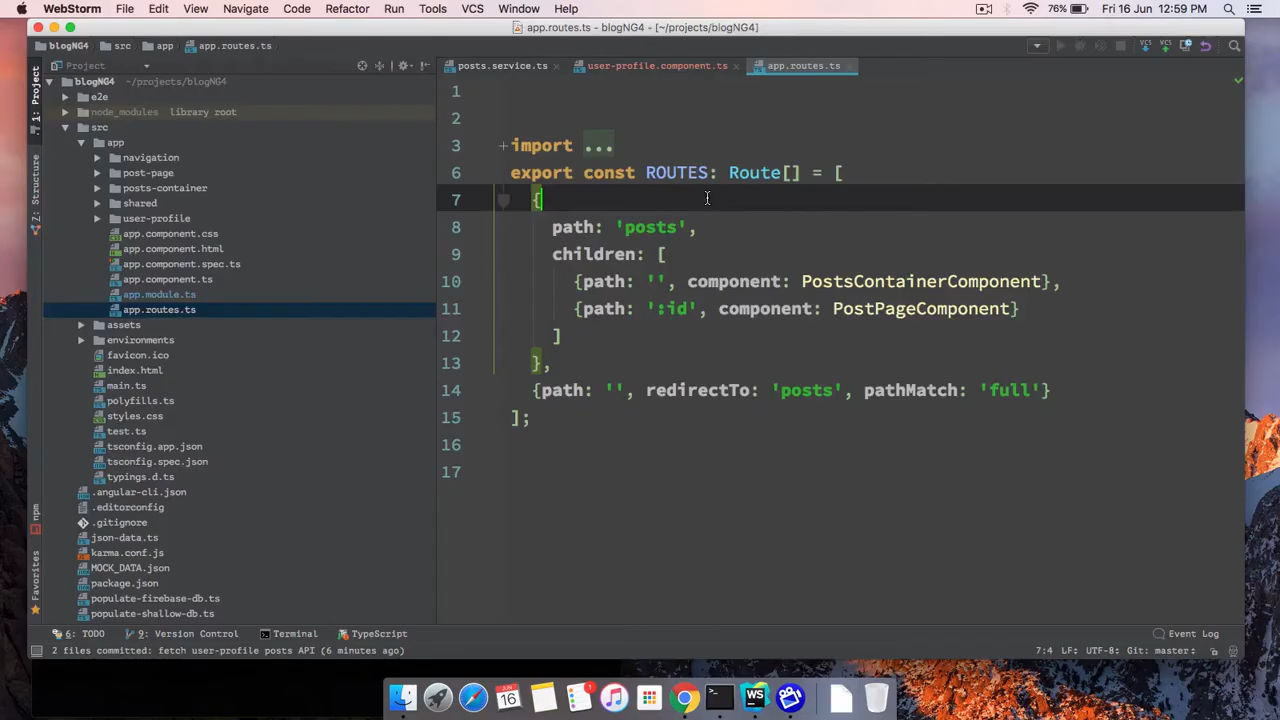 WebStorm File Edit View Navigate Code Refactor Run Tools VCS Window Help 76% Fri 16 Jun 12:59 PM
app.routes.ts - blogNG4 - [~/projects/blogNG4]
blogNG4 src app app.routes.ts
Project
posts.service.ts user-profile.component.ts app.routes.ts
1: Project
Z: Structure
npm
Favorites
blogNG4 ~/projects/blogNG4
e2e
node_modules library root
src
app
navigation
post-page
posts-container
shared
user-profile
app.component.css
app.component.html
app.component.spec.ts
app.component.ts
app.module.ts
app.routes.ts
assets
environments
favicon.ico
index.html
main.ts
polyfills.ts
styles.css
test.ts
tsconfig.app.json
tsconfig.spec.json
typings.d.ts
.angular-cli.json
.editorconfig
.gitignore
json-data.ts
karma.conf.js
MOCK_DATA.json
package.json
populate-firebase-db.ts
populate-shallow-db.ts
1
2
3 import ...
6 export const ROUTES: Route[] = [
7 {
8 path: 'posts',
9 children: [
10 {path: '', component: PostsContainerComponent},
11 {path: ':id', component: PostPageComponent}
12 ]
13 },
14 {path: '', redirectTo: 'posts', pathMatch: 'full'}
15 ];
16
17
6: TODO 9: Version Control Terminal TypeScript Event Log
2 files committed: fetch user-profile posts API (6 minutes ago) 7:4 LF÷ UTF-8÷ Git: master÷
JUN
16
1
WS